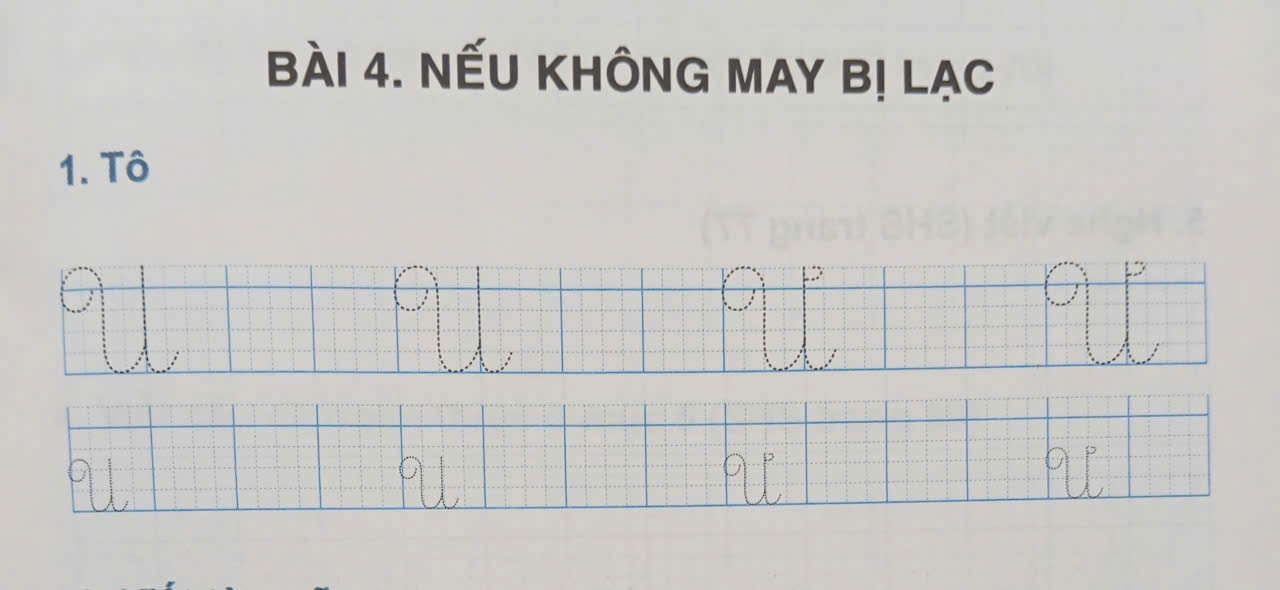 BÀI 4. NẾU KHÔNG MAY BỊ LẠC
1. Tô
U U Ư Ư
U U Ư Ư